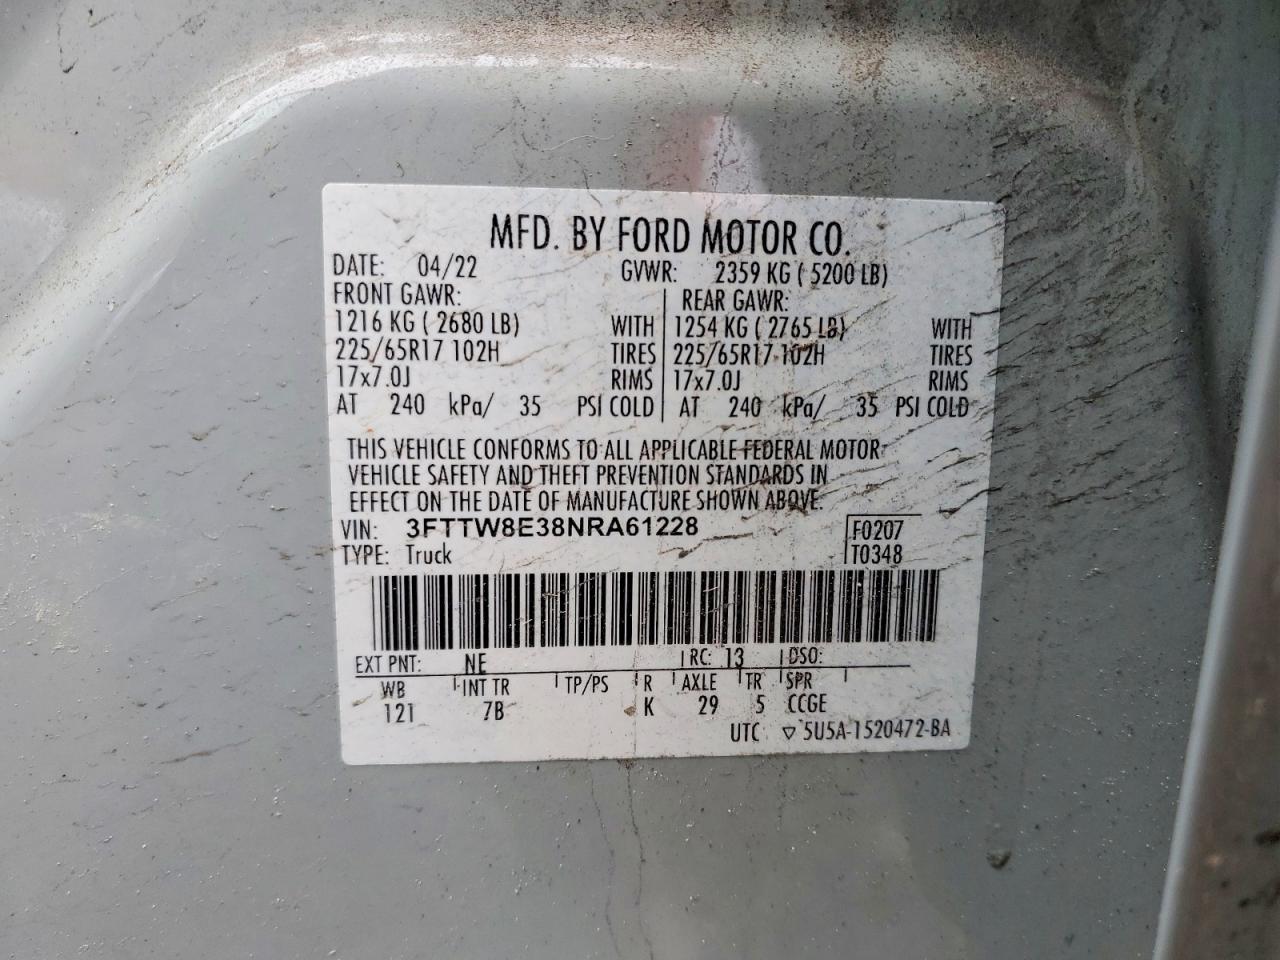 MFD. BY FORD MOTOR CO.
DATE: 04/22 GVWR: 2359 KG ( 5200 LB)
FRONT GAWR: REAR GAWR:
1216 KG ( 2680 LB) WITH 1254 KG ( 2765 LB) WITH
225/65R17 102H TIRES 225/65R17 102H TIRES
17x7.0J RIMS 17x7.0J RIMS
AT 240 kPa/ 35 PSI COLD AT 240 kPa/ 35 PSI COLD
THIS VEHICLE CONFORMS TO ALL APPLICABLE FEDERAL MOTOR
VEHICLE SAFETY AND THEFT PREVENTION STANDARDS IN
EFFECT ON THE DATE OF MANUFACTURE SHOWN ABOVE.
VIN: 3FTTW8E38NRA61228 F0207
TYPE: Truck T0348
EXT PNT: NE RC: 13 DSO:
WB INT TR TP/PS R AXLE TR SPR
121 7B K 29 5 CCGE
UTC ▽ 5U5A-1520472-BA